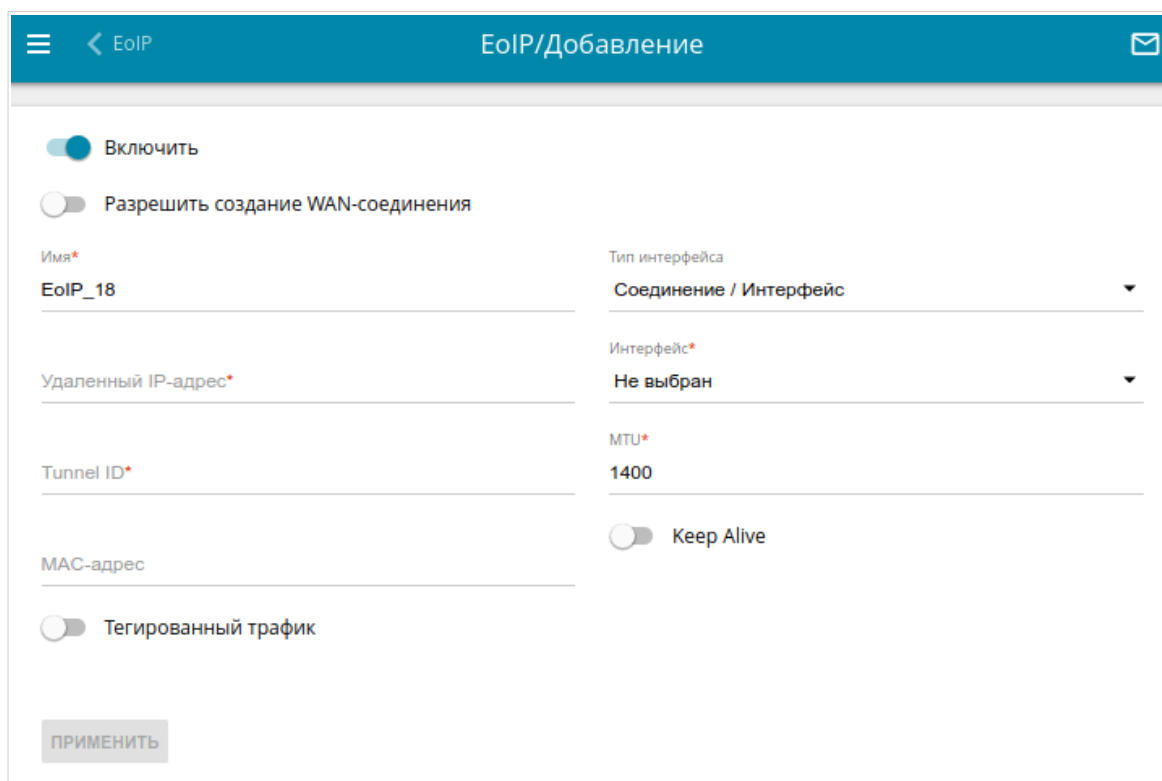 EoIP
EoIP/Добавление
Включить
Разрешить создание WAN-соединения
Имя*
EoIP_18
Тип интерфейса
Соединение / Интерфейс
Удаленный IP-адрес*
Интерфейс*
Не выбран
Tunnel ID*
MTU*
1400
MAC-адрес
Keep Alive
Тегированный трафик
ПРИМЕНИТЬ